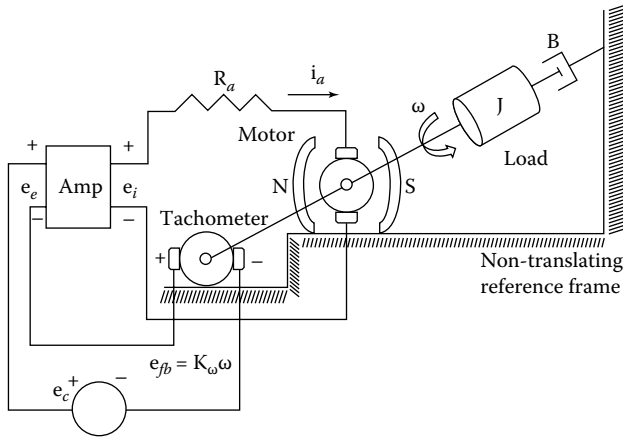 B
R_a
i_a
ω
J
Motor
Load
+ +
Amp
N S
e_e e_i
− −
Tachometer
+ −
Non-translating
reference frame
e_fb = K_ω ω
e_c + −